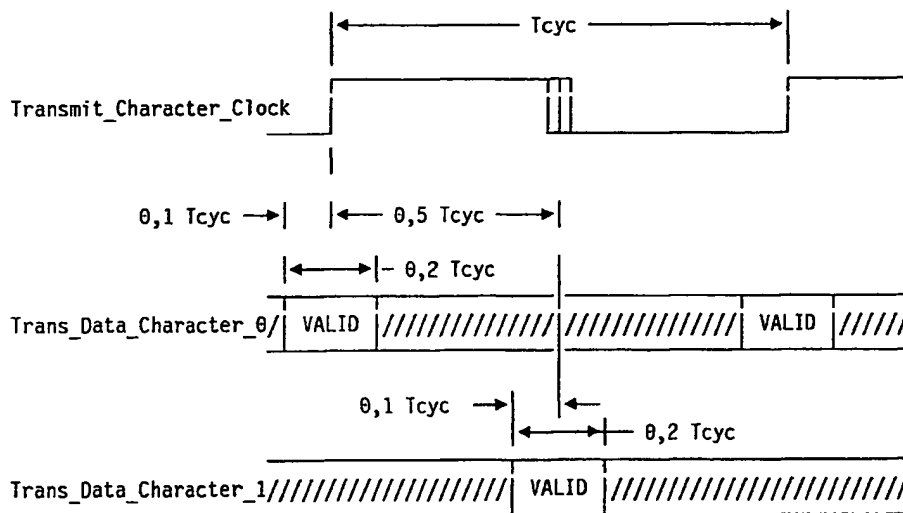 Tcyc
Transmit_Character_Clock
0,1 Tcyc
0,5 Tcyc
0,2 Tcyc
Trans_Data_Character_0/ VALID ////////////// ////////////// VALID //////
0,1 Tcyc
0,2 Tcyc
Trans_Data_Character_1 //////////////////// VALID ////////////////////////